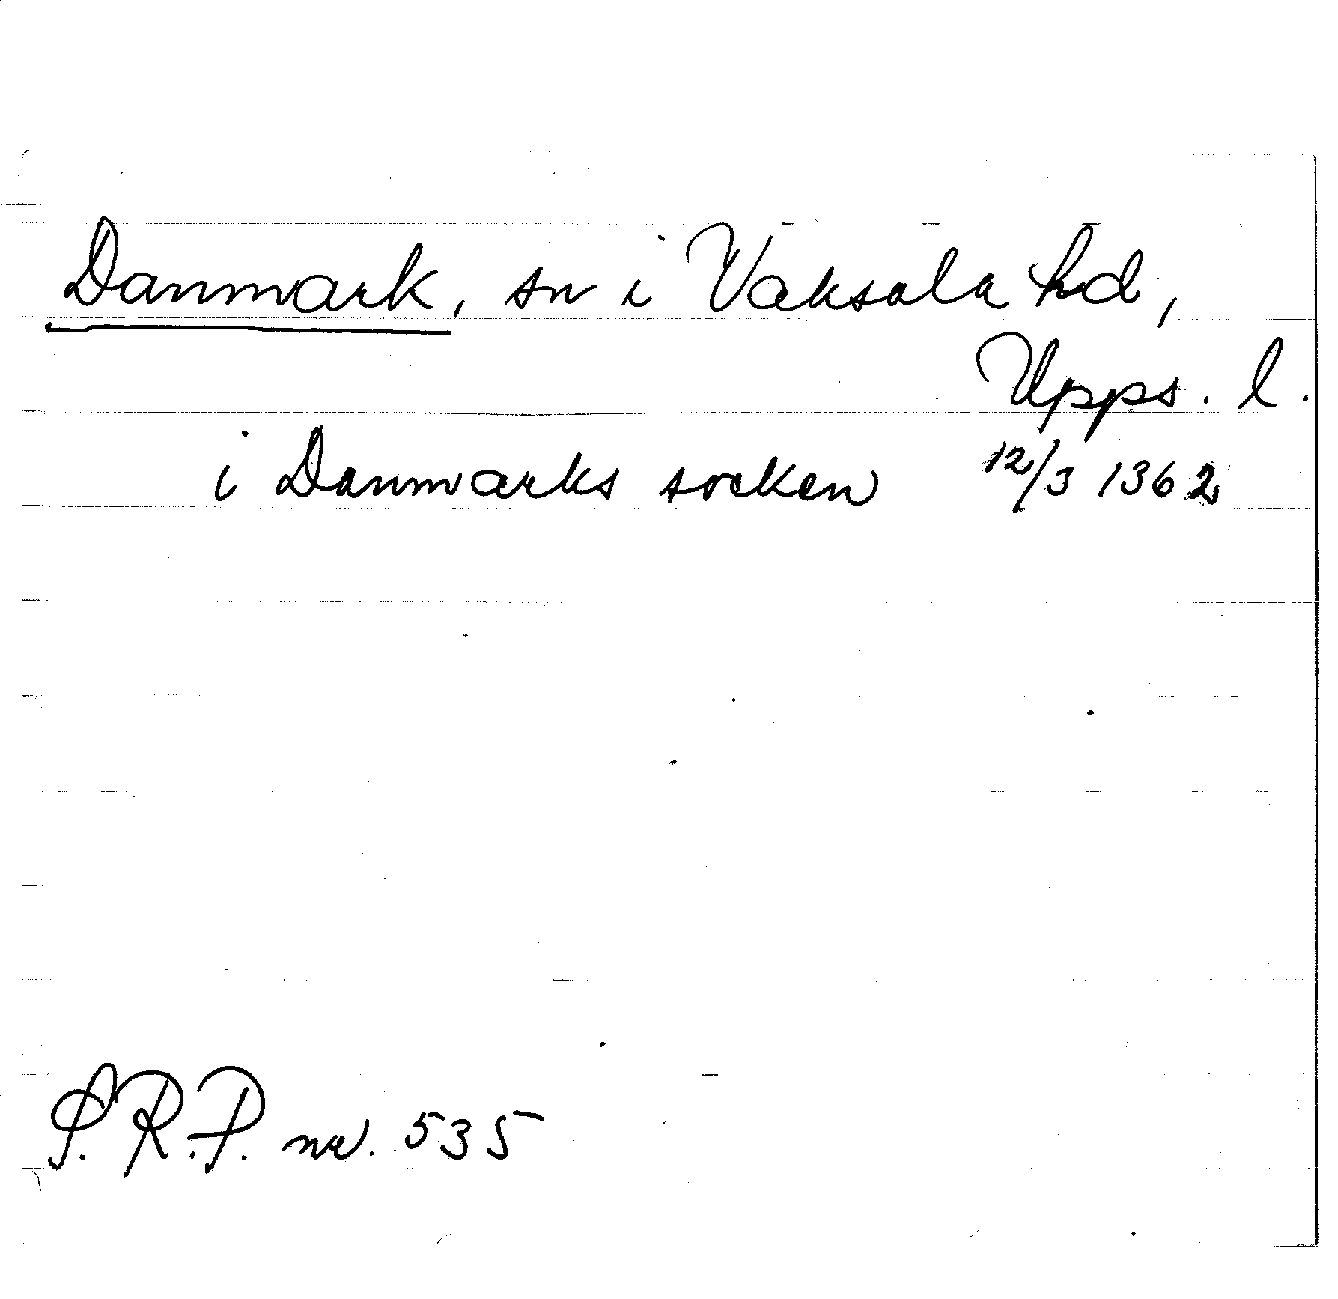 Danmark, sn i Vaksala hd,
Upps. l.
i Danmarks socken 12/3 1362
S.R.P. nr. 535